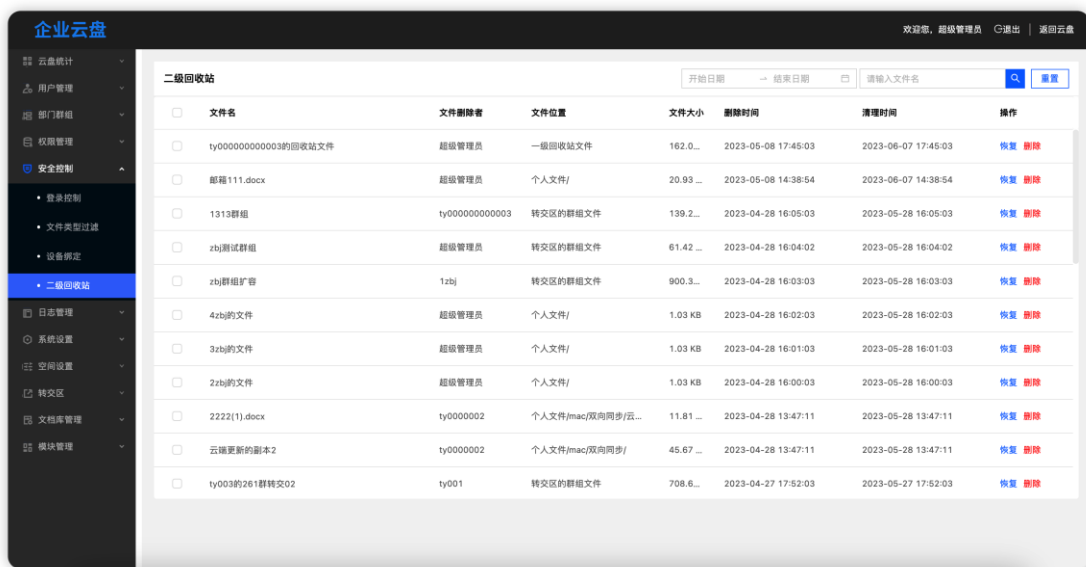 企业云盘
欢迎您，超级管理员 退出 | 返回云盘
云盘统计
用户管理
部门群组
权限管理
安全控制
• 登录控制
• 文件类型过滤
• 设备绑定
• 二级回收站
日志管理
系统设置
空间设置
转交区
文档库管理
模块管理
二级回收站 开始日期 → 结束日期 请输入文件名 重置
文件名 文件删除者 文件位置 文件大小 删除时间 清理时间 操作
ty000000000003的回收站文件 超级管理员 一级回收站文件 162.0... 2023-05-08 17:45:03 2023-06-07 17:45:03 恢复 删除
邮箱111.docx 超级管理员 个人文件/ 20.93 ... 2023-05-08 14:38:54 2023-06-07 14:38:54 恢复 删除
1313群组 ty000000000003 转交区的群组文件 139.2... 2023-04-28 16:05:03 2023-05-28 16:05:03 恢复 删除
zbj测试群组 超级管理员 转交区的群组文件 61.42 ... 2023-04-28 16:04:02 2023-05-28 16:04:02 恢复 删除
zbj群组扩容 1zbj 转交区的群组文件 900.3... 2023-04-28 16:03:03 2023-05-28 16:03:03 恢复 删除
4zbj的文件 超级管理员 个人文件/ 1.03 KB 2023-04-28 16:02:03 2023-05-28 16:02:03 恢复 删除
3zbj的文件 超级管理员 个人文件/ 1.03 KB 2023-04-28 16:01:03 2023-05-28 16:01:03 恢复 删除
2zbj的文件 超级管理员 个人文件/ 1.03 KB 2023-04-28 16:00:03 2023-05-28 16:00:03 恢复 删除
2222(1).docx ty0000002 个人文件/mac/双向同步/云... 11.81 ... 2023-04-28 13:47:11 2023-05-28 13:47:11 恢复 删除
云端更新的副本2 ty0000002 个人文件/mac/双向同步/ 45.67 ... 2023-04-28 13:47:11 2023-05-28 13:47:11 恢复 删除
ty003的261群转交02 ty001 转交区的群组文件 708.6... 2023-04-27 17:52:03 2023-05-27 17:52:03 恢复 删除